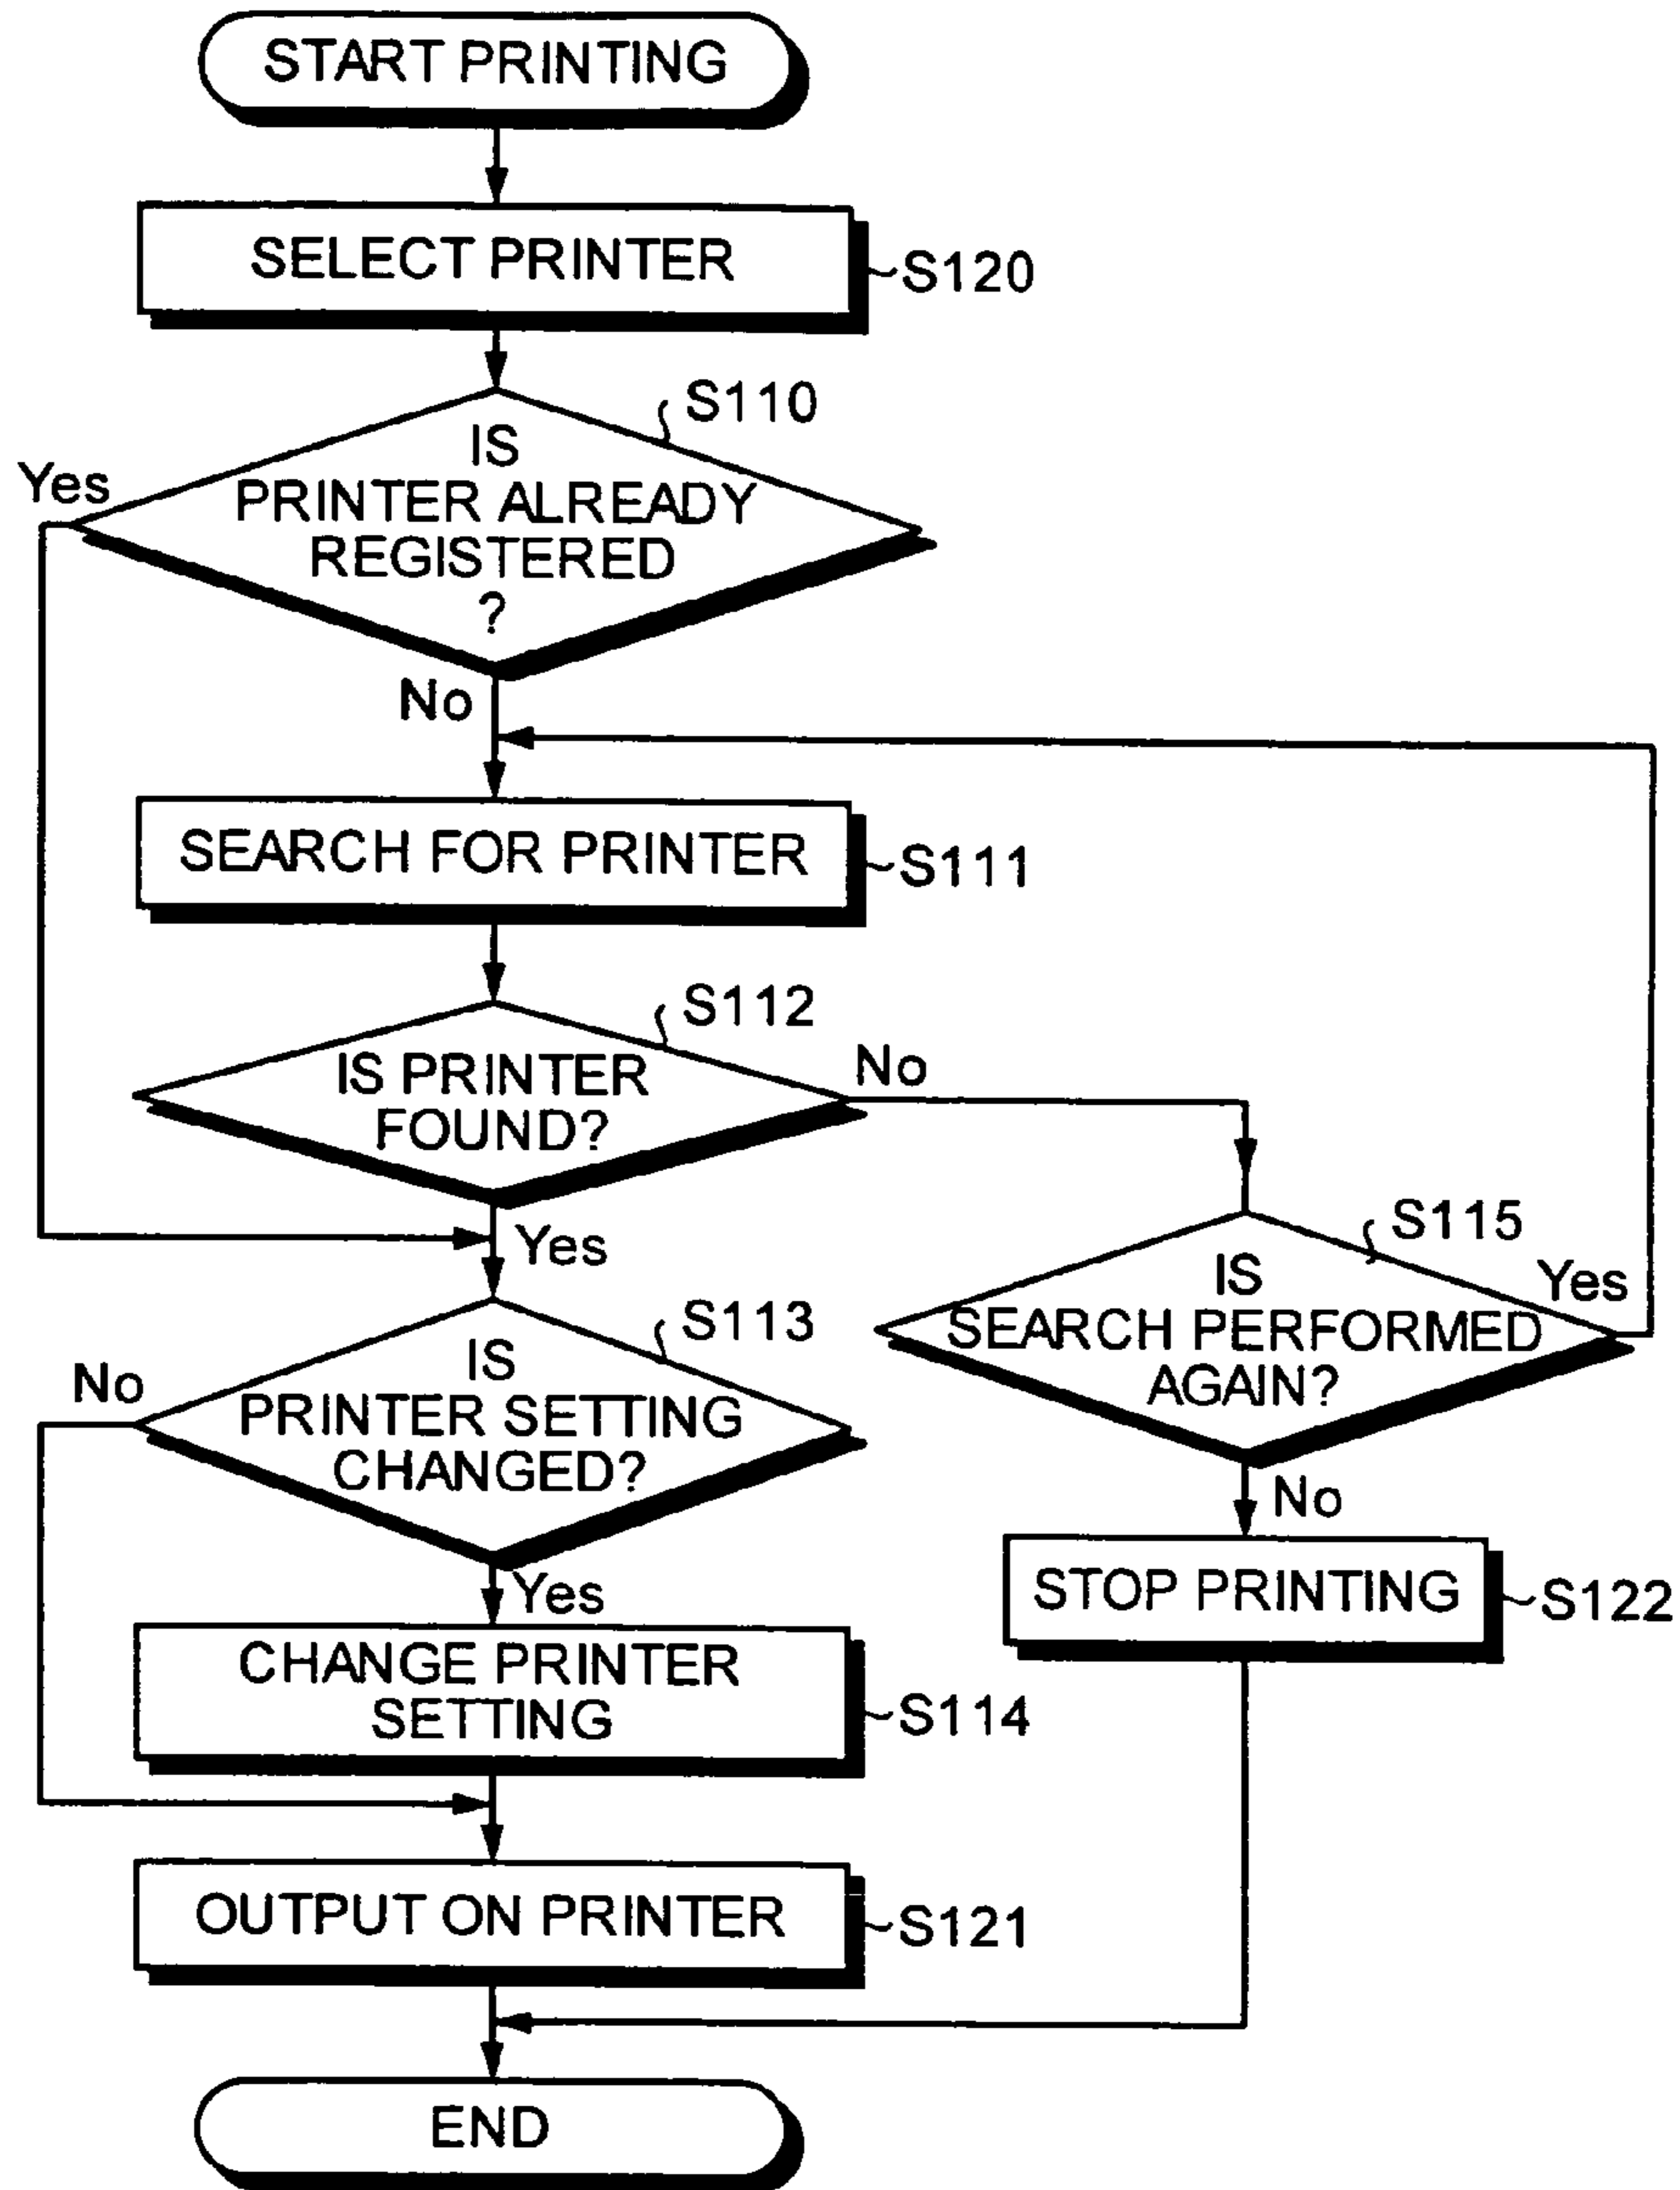 START PRINTING
SELECT PRINTER
S120
S110
IS
PRINTER ALREADY
REGISTERED
?
Yes
No
SEARCH FOR PRINTER
S111
S112
IS PRINTER
FOUND?
No
Yes
S115
IS
SEARCH PERFORMED
AGAIN?
Yes
No
S113
IS
PRINTER SETTING
CHANGED?
No
Yes
STOP PRINTING
S122
CHANGE PRINTER
SETTING
S114
OUTPUT ON PRINTER
S121
END